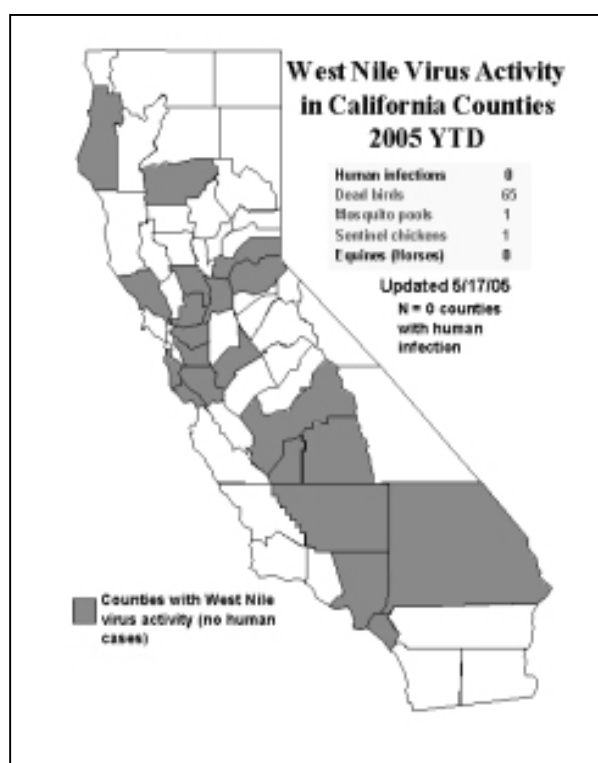 West Nile Virus Activity
in California Counties
2005 YTD
Human infections 0
Dead birds 65
Mosquito pools 1
Sentinel chickens 1
Equines (Horses) 0
Updated 5/17/05
N = 0 counties
with human
infection
Counties with West Nile
virus activity (no human
cases)